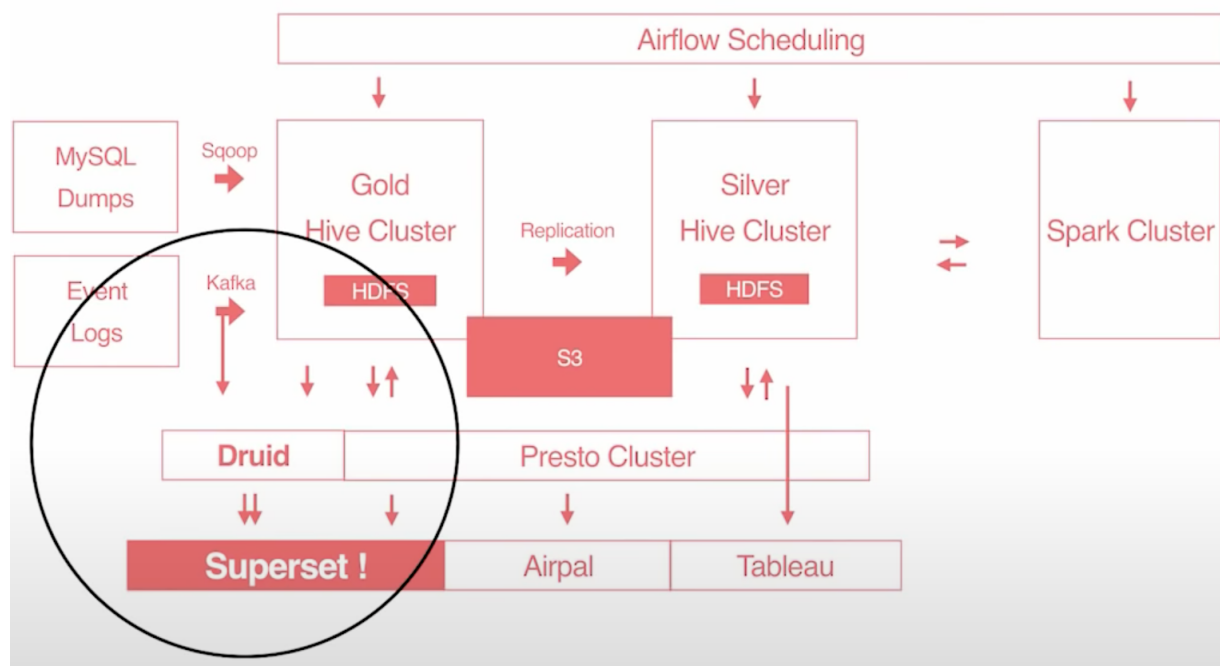 Airflow Scheduling
MySQL
Dumps
Sqoop
Gold
Hive Cluster
HDFS
Replication
Silver
Hive Cluster
HDFS
Spark Cluster
Event
Logs
Kafka
S3
Druid
Presto Cluster
Superset !
Airpal
Tableau